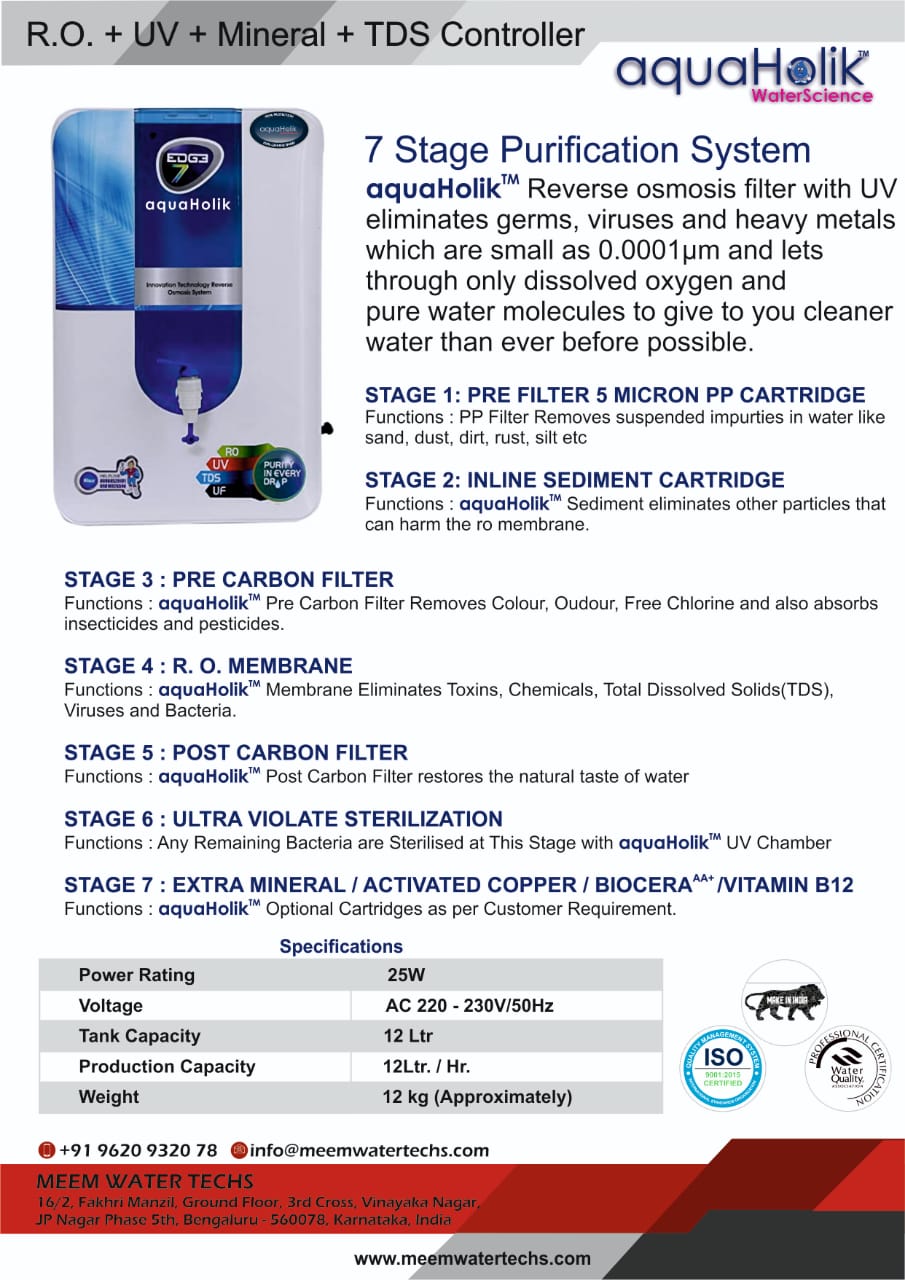 R.O. + UV + Mineral + TDS Controller
aquaHolik™
WaterScience
aquaHolik
EDGE
7
aquaHolik
Innovation Technology Reverse
Osmosis System
RO
UV
TDS
UF
PURITY
IN EVERY
DROP
7 Stage Purification System
aquaHolik™ Reverse osmosis filter with UV
eliminates germs, viruses and heavy metals
which are small as 0.0001µm and lets
through only dissolved oxygen and
pure water molecules to give to you cleaner
water than ever before possible.
STAGE 1: PRE FILTER 5 MICRON PP CARTRIDGE
Functions : PP Filter Removes suspended impurties in water like
sand, dust, dirt, rust, silt etc
STAGE 2: INLINE SEDIMENT CARTRIDGE
Functions : aquaHolik™ Sediment eliminates other particles that
can harm the ro membrane.
STAGE 3 : PRE CARBON FILTER
Functions : aquaHolik™ Pre Carbon Filter Removes Colour, Oudour, Free Chlorine and also absorbs
insecticides and pesticides.
STAGE 4 : R. O. MEMBRANE
Functions : aquaHolik™ Membrane Eliminates Toxins, Chemicals, Total Dissolved Solids(TDS),
Viruses and Bacteria.
STAGE 5 : POST CARBON FILTER
Functions : aquaHolik™ Post Carbon Filter restores the natural taste of water
STAGE 6 : ULTRA VIOLATE STERILIZATION
Functions : Any Remaining Bacteria are Sterilised at This Stage with aquaHolik™ UV Chamber
STAGE 7 : EXTRA MINERAL / ACTIVATED COPPER / BIOCERA AA+ /VITAMIN B12
Functions : aquaHolik™ Optional Cartridges as per Customer Requirement.
Specifications
Power Rating 25W
Voltage AC 220 - 230V/50Hz
Tank Capacity 12 Ltr
Production Capacity 12Ltr. / Hr.
Weight 12 kg (Approximately)
MAKE IN INDIA
QUALITY MANAGEMENT SYSTEM
ISO
9001:2015
CERTIFIED
PROFESSIONAL CERTIFICATION
Water
Quality
ASSOCIATION
+91 9620 9320 78 info@meemwatertechs.com
MEEM WATER TECHS
16/2, Fakhri Manzil, Ground Floor, 3rd Cross, Vinayaka Nagar,
JP Nagar Phase 5th, Bengaluru - 560078, Karnataka, India
www.meemwatertechs.com